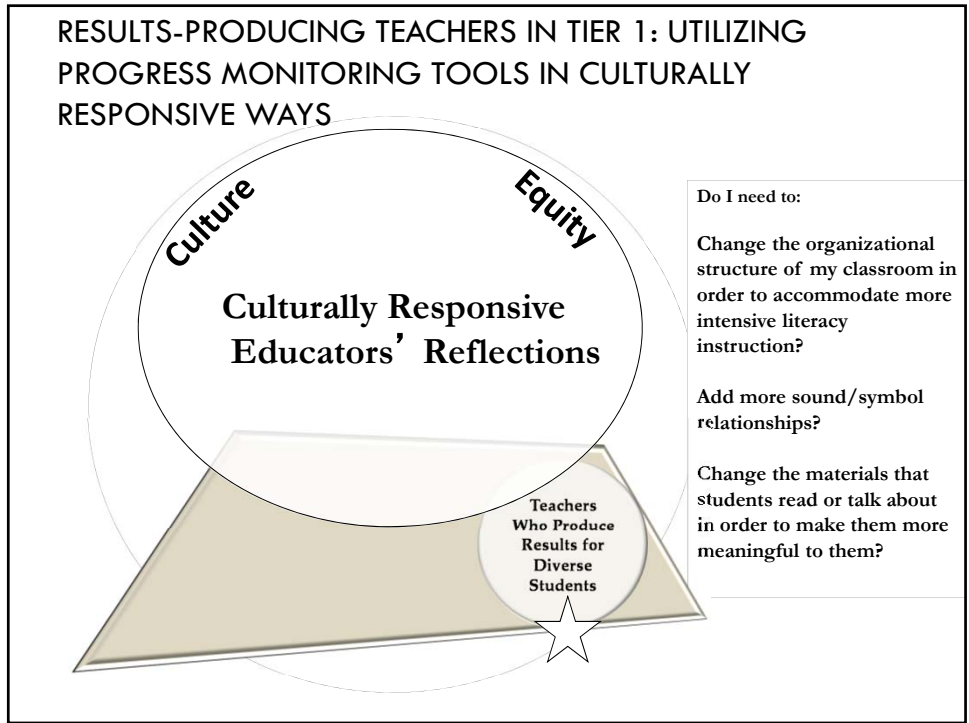 RESULTS-PRODUCING TEACHERS IN TIER 1: UTILIZING
PROGRESS MONITORING TOOLS IN CULTURALLY
RESPONSIVE WAYS
Culture
Equity
Culturally Responsive
Educators’ Reflections
Teachers
Who Produce
Results for
Diverse
Students
Do I need to:
Change the organizational
structure of my classroom in
order to accommodate more
intensive literacy
instruction?
Add more sound/symbol
relationships?
Change the materials that
students read or talk about
in order to make them more
meaningful to them?